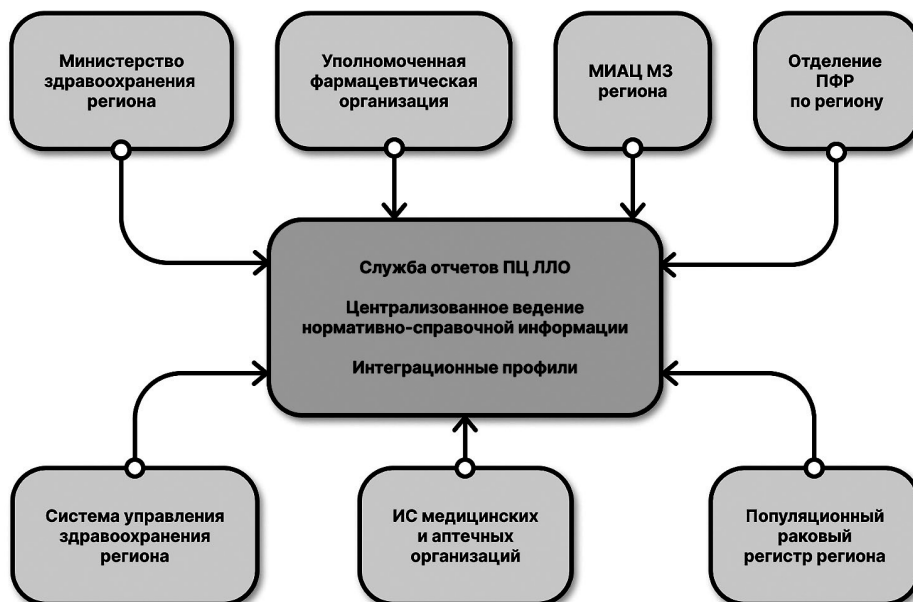 Министерство
здравоохранения
региона
Уполномоченная
фармацевтическая
организация
МИАЦ МЗ
региона
Отделение
ПФР
по региону
Служба отчетов ПЦ ЛЛО
Централизованное ведение
нормативно-справочной информации
Интеграционные профили
Система управления
здравоохранения
региона
ИС медицинских
и аптечных
организаций
Популяционный
раковый
регистр региона